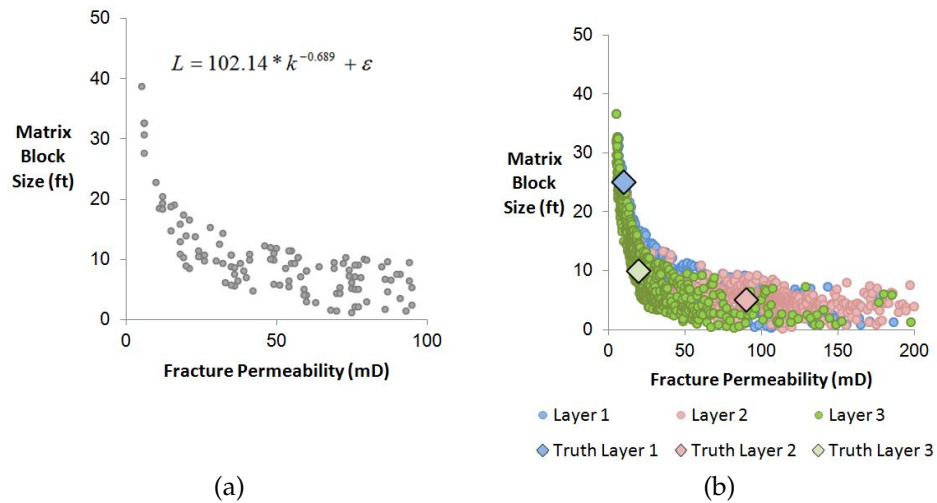 50
40
30
20
10
0
0 50 100
Matrix
Block
Size (ft)
L = 102.14 * k^{-0.689} + ε
Fracture Permeability (mD)
(a)
50
40
30
20
10
0
0 50 100 150 200
Matrix
Block
Size (ft)
Fracture Permeability (mD)
Layer 1 Layer 2 Layer 3
Truth Layer 1 Truth Layer 2 Truth Layer 3
(b)